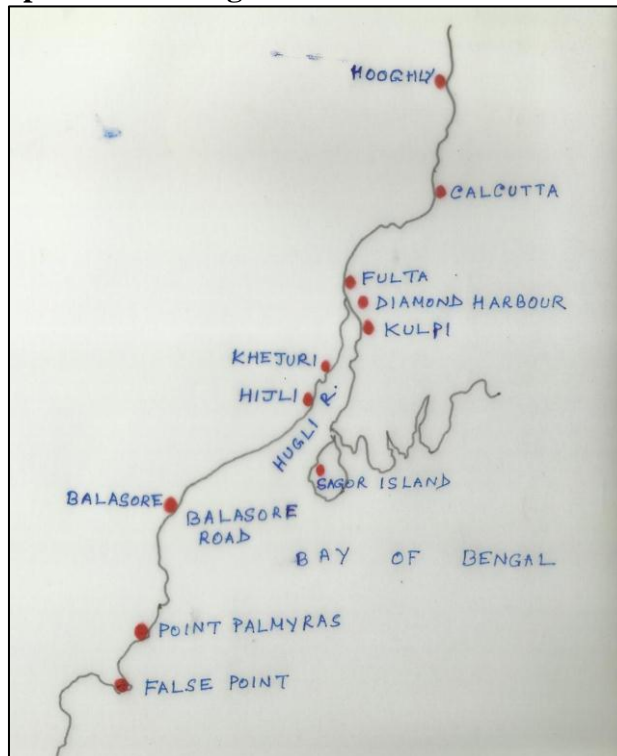 HOOGHLY
CALCUTTA
FULTA
DIAMOND HARBOUR
KULPI
KHEJURI
HIJLI
HUGLI R.
SAGOR ISLAND
BALASORE
BALASORE
ROAD
BAY OF BENGAL
POINT PALMYRAS
FALSE POINT